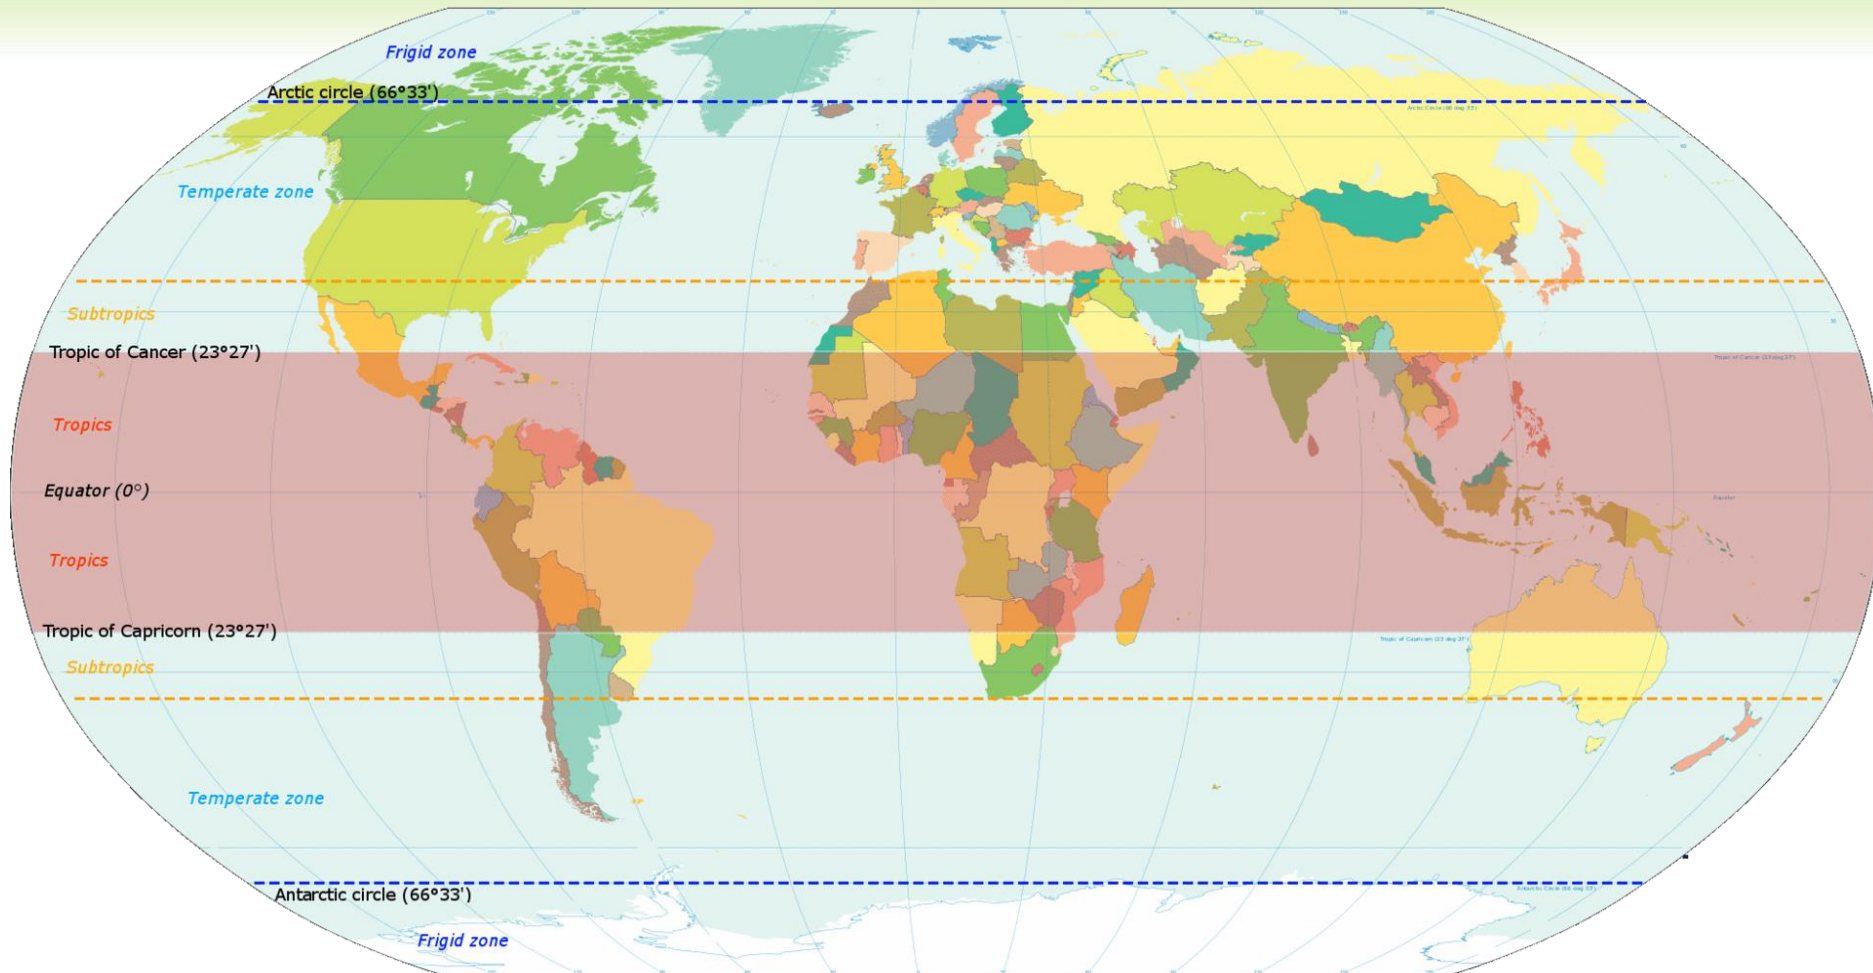 Frigid zone
Arctic circle (66°33')
Temperate zone
Subtropics
Tropic of Cancer (23°27')
Tropics
Equator (0°)
Equator
Tropics
Tropic of Capricorn (23°27')
Subtropics
Temperate zone
Antarctic circle (66°33')
Frigid zone